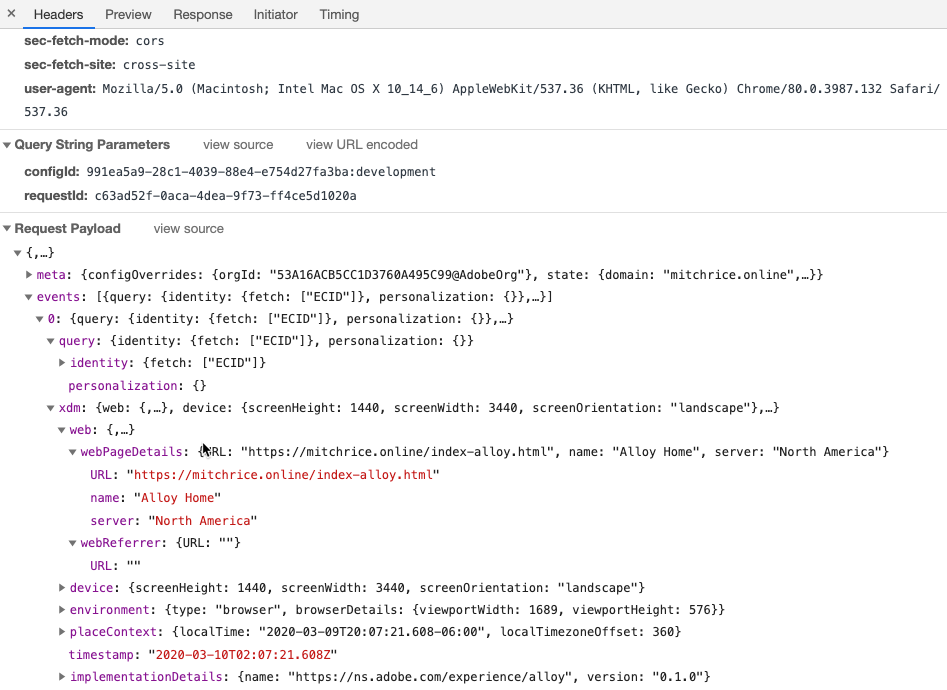 Headers Preview Response Initiator Timing
sec-fetch-mode: cors
sec-fetch-site: cross-site
user-agent: Mozilla/5.0 (Macintosh; Intel Mac OS X 10_14_6) AppleWebKit/537.36 (KHTML, like Gecko) Chrome/80.0.3987.132 Safari/
537.36
Query String Parameters view source view URL encoded
configId: 991ea5a9-28c1-4039-88e4-e754d27fa3ba:development
requestId: c63ad52f-0aca-4dea-9f73-ff4ce5d1020a
Request Payload view source
{,…}
meta: {configOverrides: {orgId: "53A16ACB5CC1D3760A495C99@AdobeOrg"}, state: {domain: "mitchrice.online",…}}
events: [{query: {identity: {fetch: ["ECID"]}, personalization: {}},…}]
0: {query: {identity: {fetch: ["ECID"]}, personalization: {}},…}
query: {identity: {fetch: ["ECID"]}, personalization: {}}
identity: {fetch: ["ECID"]}
personalization: {}
xdm: {web: {,…}, device: {screenHeight: 1440, screenWidth: 3440, screenOrientation: "landscape"},…}
web: {,…}
webPageDetails: {URL: "https://mitchrice.online/index-alloy.html", name: "Alloy Home", server: "North America"}
URL: "https://mitchrice.online/index-alloy.html"
name: "Alloy Home"
server: "North America"
webReferrer: {URL: ""}
URL: ""
device: {screenHeight: 1440, screenWidth: 3440, screenOrientation: "landscape"}
environment: {type: "browser", browserDetails: {viewportWidth: 1689, viewportHeight: 576}}
placeContext: {localTime: "2020-03-09T20:07:21.608-06:00", localTimezoneOffset: 360}
timestamp: "2020-03-10T02:07:21.608Z"
implementationDetails: {name: "https://ns.adobe.com/experience/alloy", version: "0.1.0"}